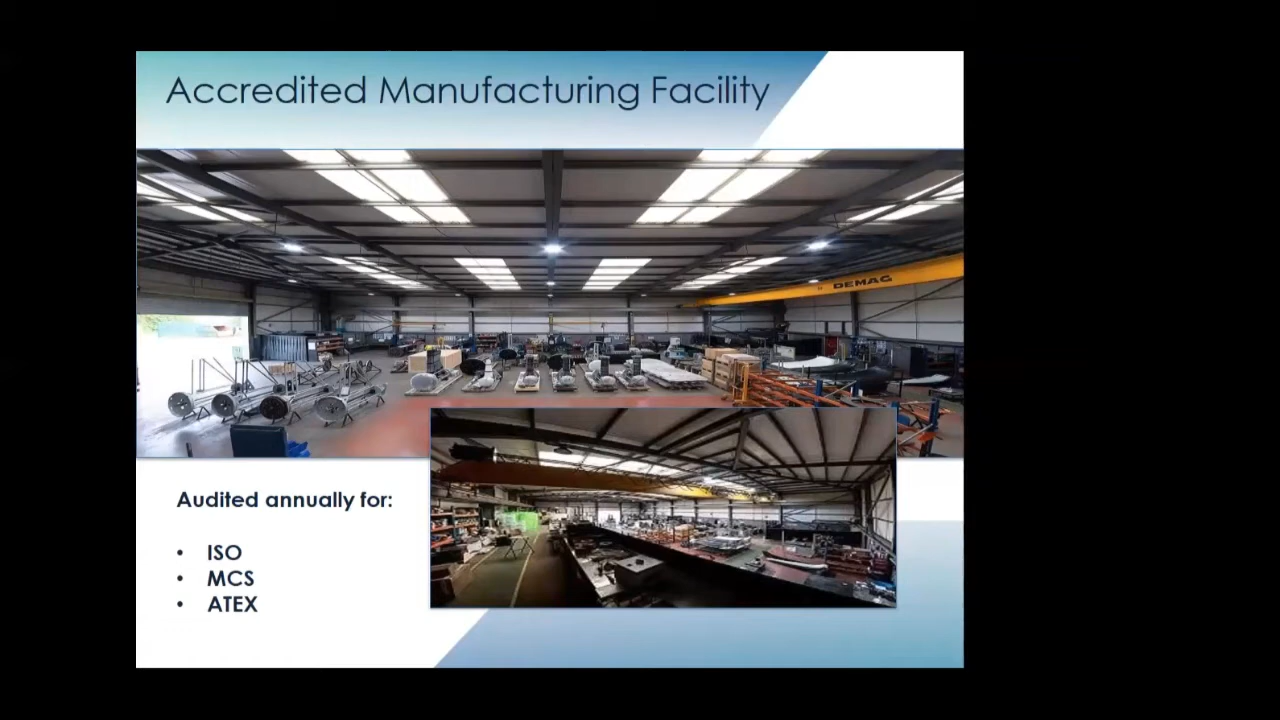 Accredited Manufacturing Facility
DEMAG
Audited annually for:
• ISO
• MCS
• ATEX